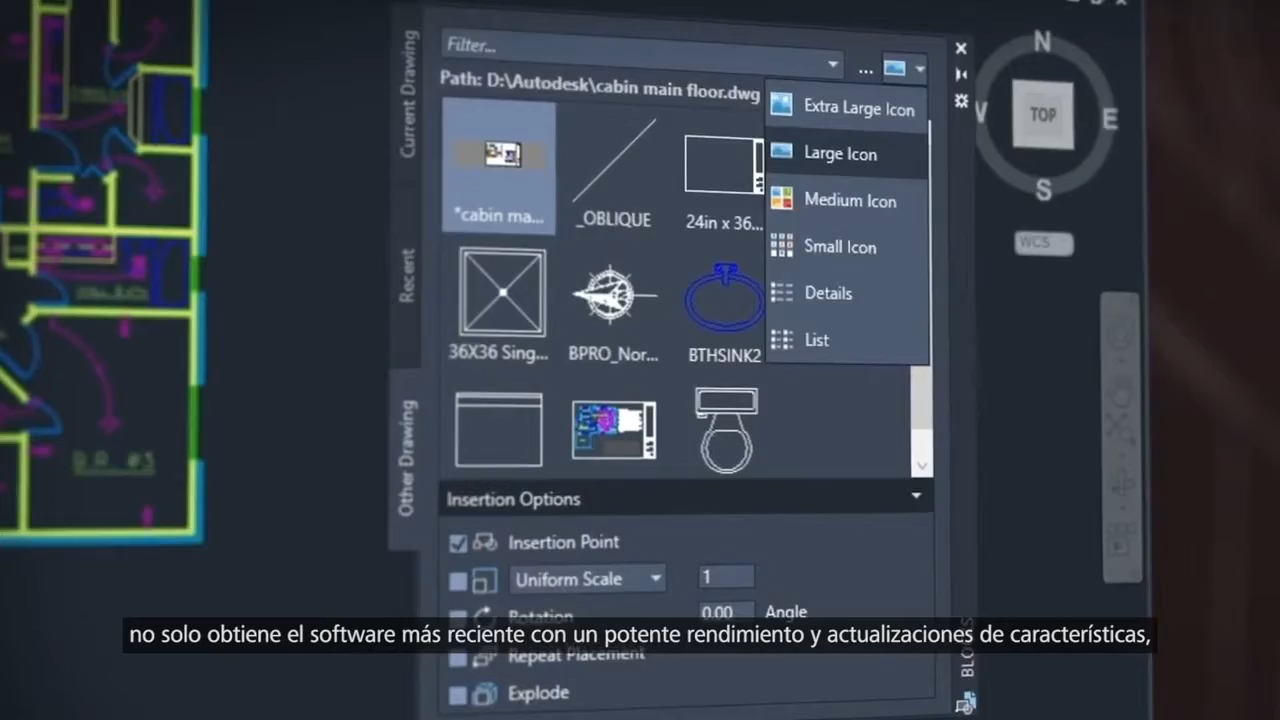 Filter...
Path: D:\Autodesk\cabin main floor.dwg
Current Drawing
Recent
Other Drawing
*cabin ma...
_OBLIQUE
24in x 36...
36X36 Sing...
BPRO_Nor...
BTHSINK2
Extra Large Icon
Large Icon
Medium Icon
Small Icon
Details
List
Insertion Options
Insertion Point
Uniform Scale
1
Rotation
0.00
Angle
Repeat Placement
Explode
N
E
S
TOP
WCS
no solo obtiene el software más reciente con un potente rendimiento y actualizaciones de características,